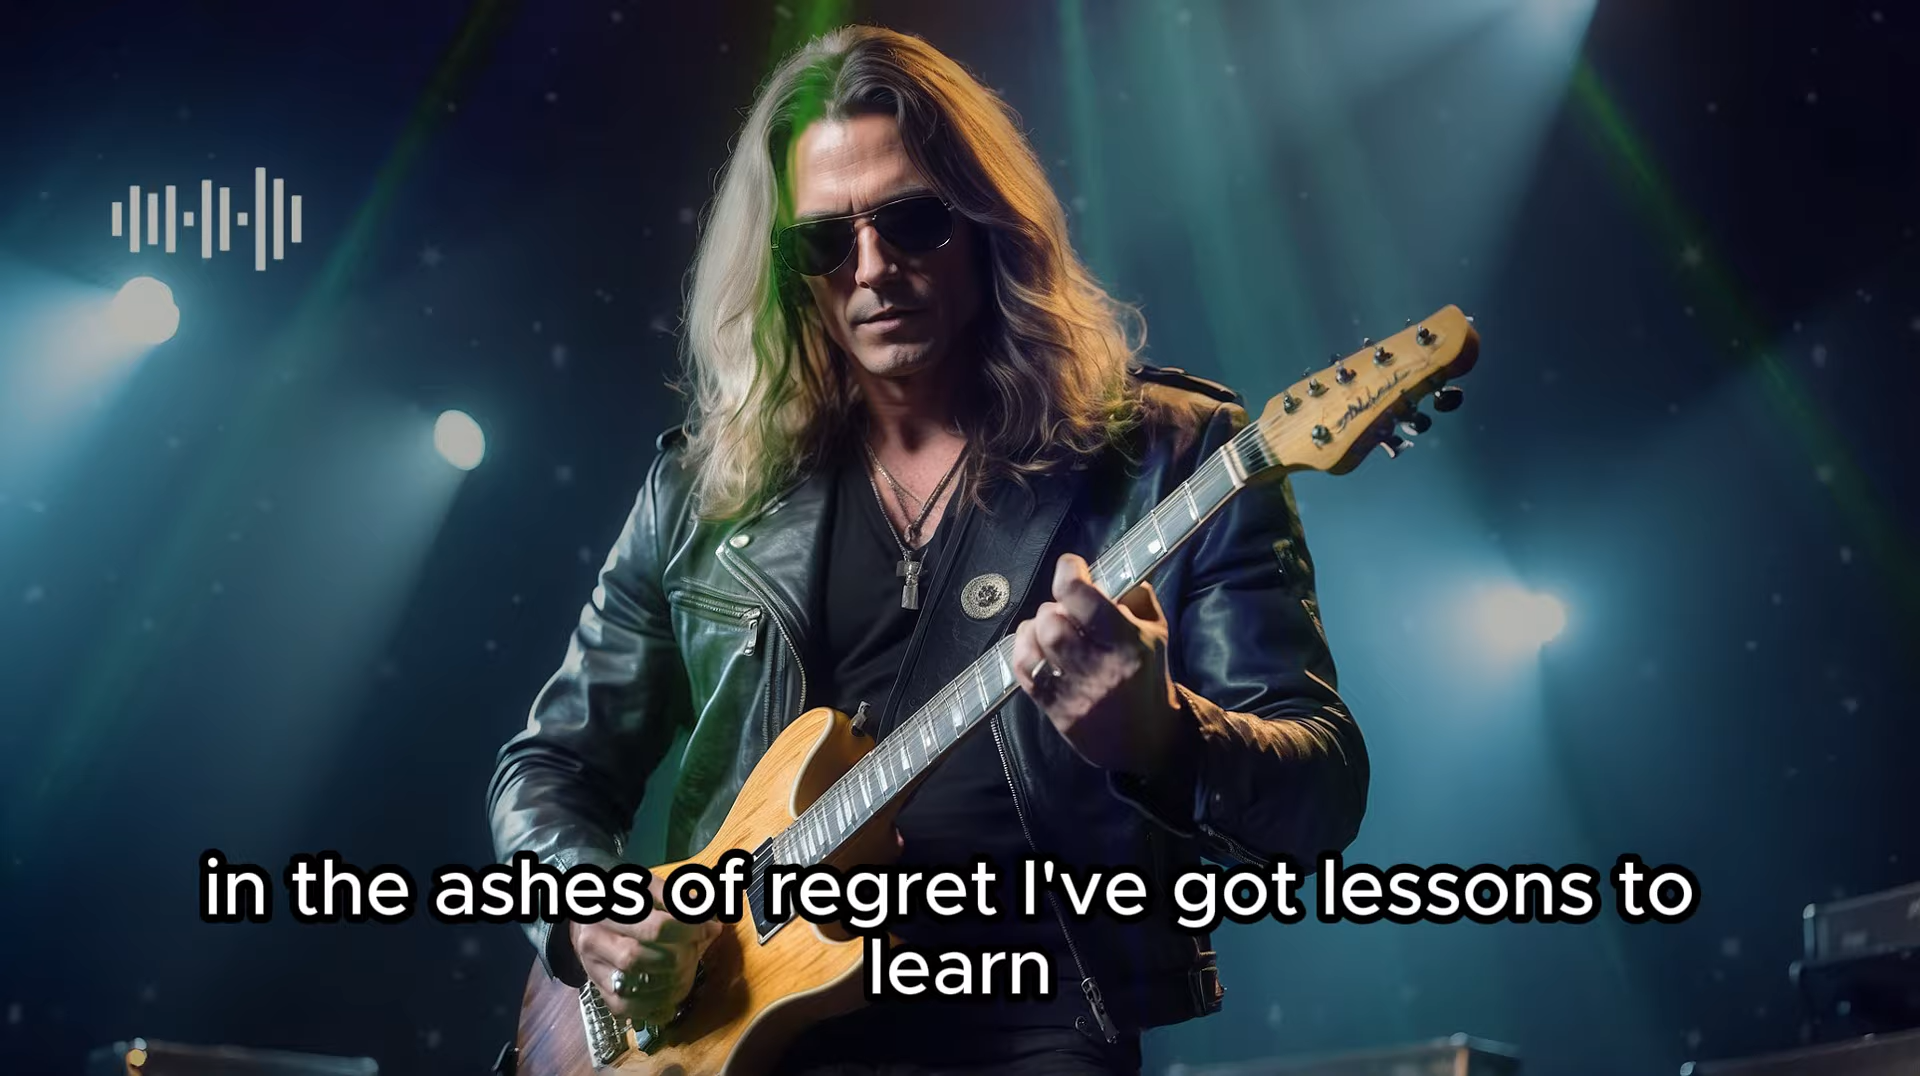 in the ashes of regret I've got lessons to
learn